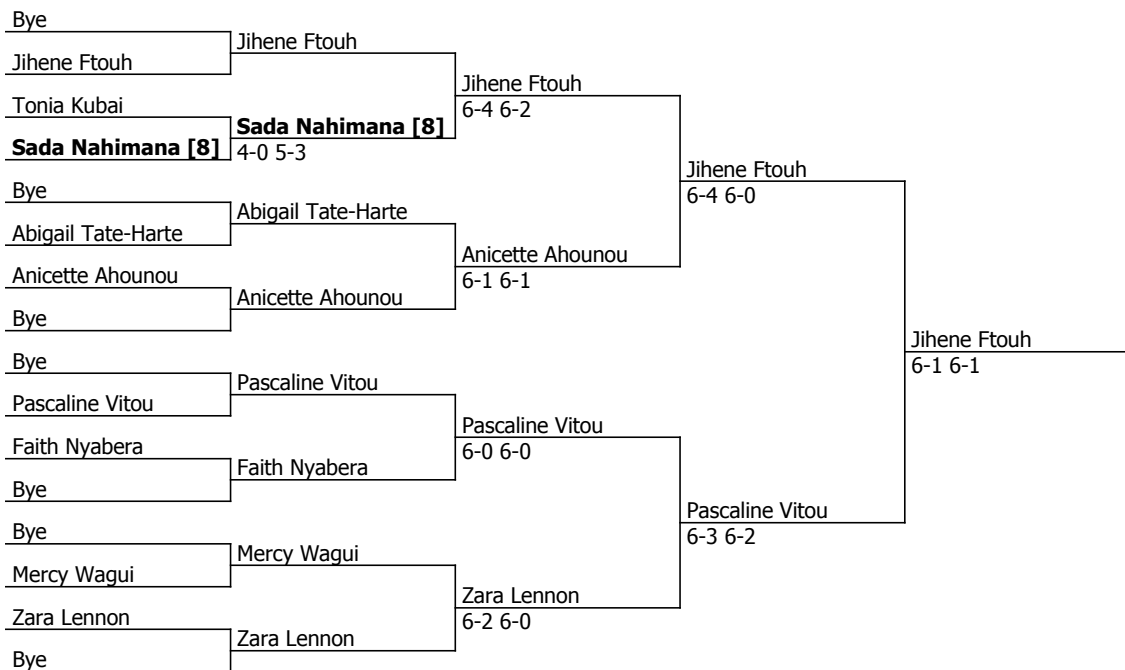 Bye
Jihene Ftouh
Jihene Ftouh
Jihene Ftouh
6-4 6-2
Tonia Kubai
Sada Nahimana [8]
Sada Nahimana [8]
4-0 5-3
Jihene Ftouh
6-4 6-0
Bye
Abigail Tate-Harte
Abigail Tate-Harte
Anicette Ahounou
6-1 6-1
Anicette Ahounou
Anicette Ahounou
Bye
Jihene Ftouh
6-1 6-1
Bye
Pascaline Vitou
Pascaline Vitou
Pascaline Vitou
6-0 6-0
Faith Nyabera
Faith Nyabera
Bye
Pascaline Vitou
6-3 6-2
Bye
Mercy Wagui
Mercy Wagui
Zara Lennon
6-2 6-0
Zara Lennon
Zara Lennon
Bye